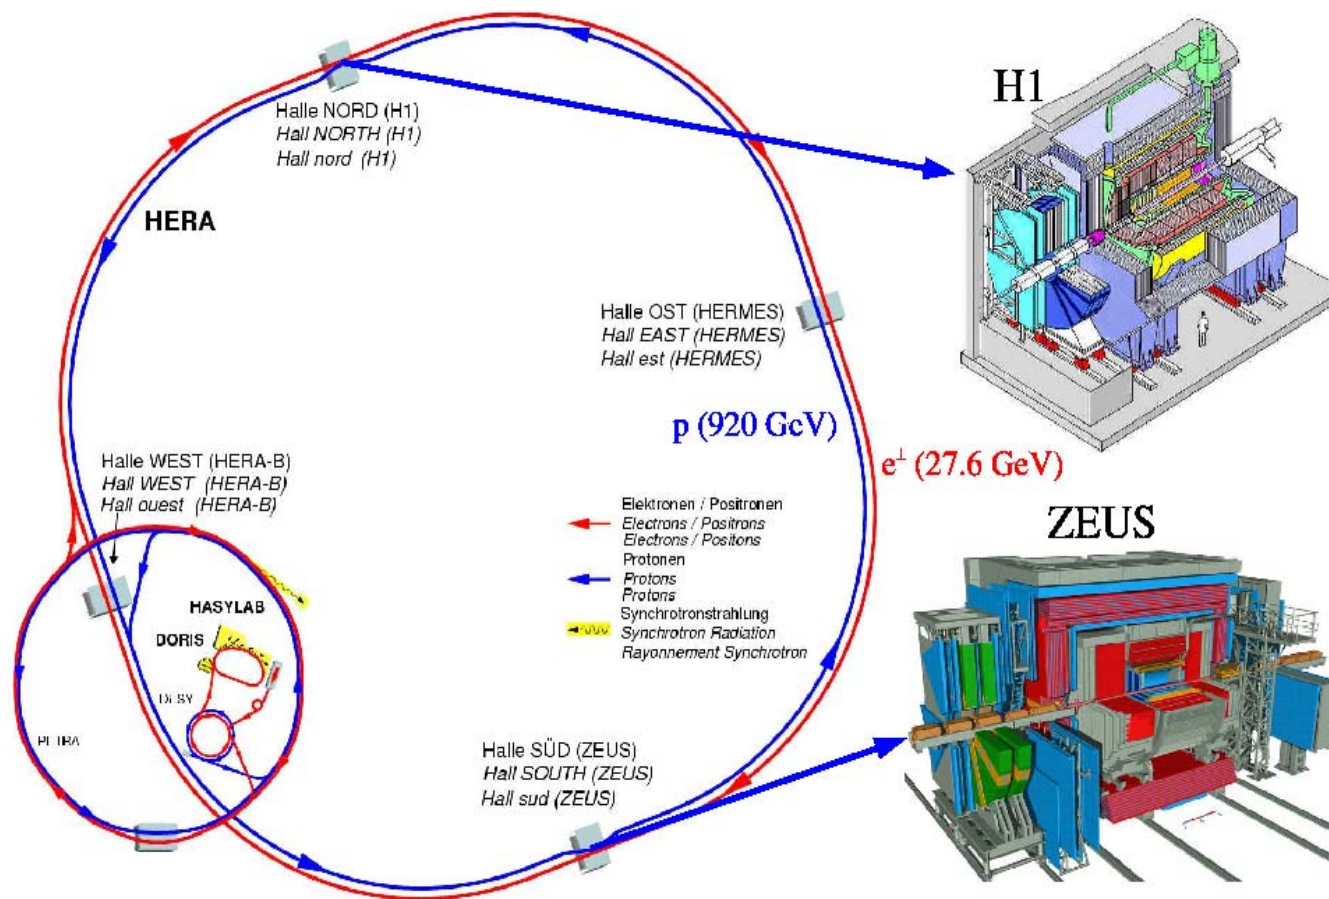 Halle NORD (H1)
Hall NORTH (H1)
Hall nord (H1)
H1
HERA
Halle OST (HERMES)
Hall EAST (HERMES)
Hall est (HERMES)
p (920 GeV)
e± (27.6 GeV)
Halle WEST (HERA-B)
Hall WEST (HERA-B)
Hall ouest (HERA-B)
Elektronen / Positronen
Electrons / Positrons
Electrons / Positons
Protonen
Protons
Protons
Synchrotronstrahlung
Synchrotron Radiation
Rayonnement Synchrotron
ZEUS
HASYLAB
DORIS
DESY
PETRA
Halle SÜD (ZEUS)
Hall SOUTH (ZEUS)
Hall sud (ZEUS)